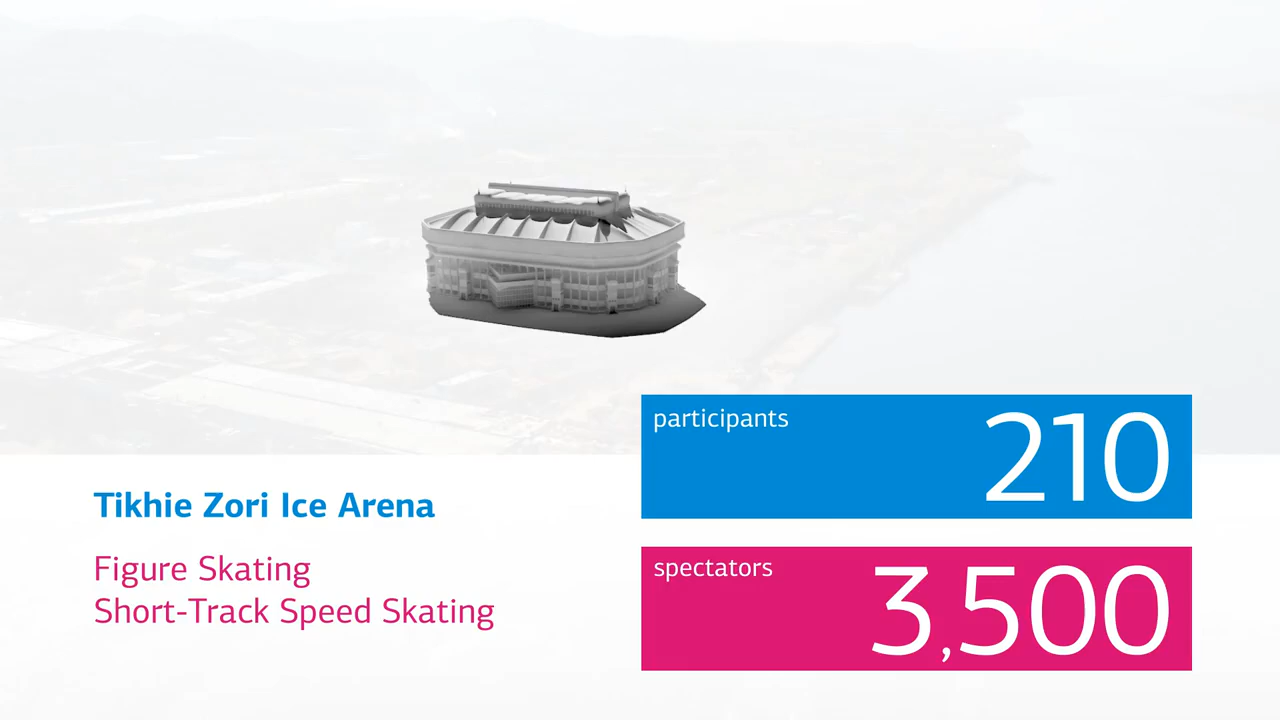 Tikhie Zori Ice Arena
Figure Skating
Short-Track Speed Skating
participants
210
spectators
3,500